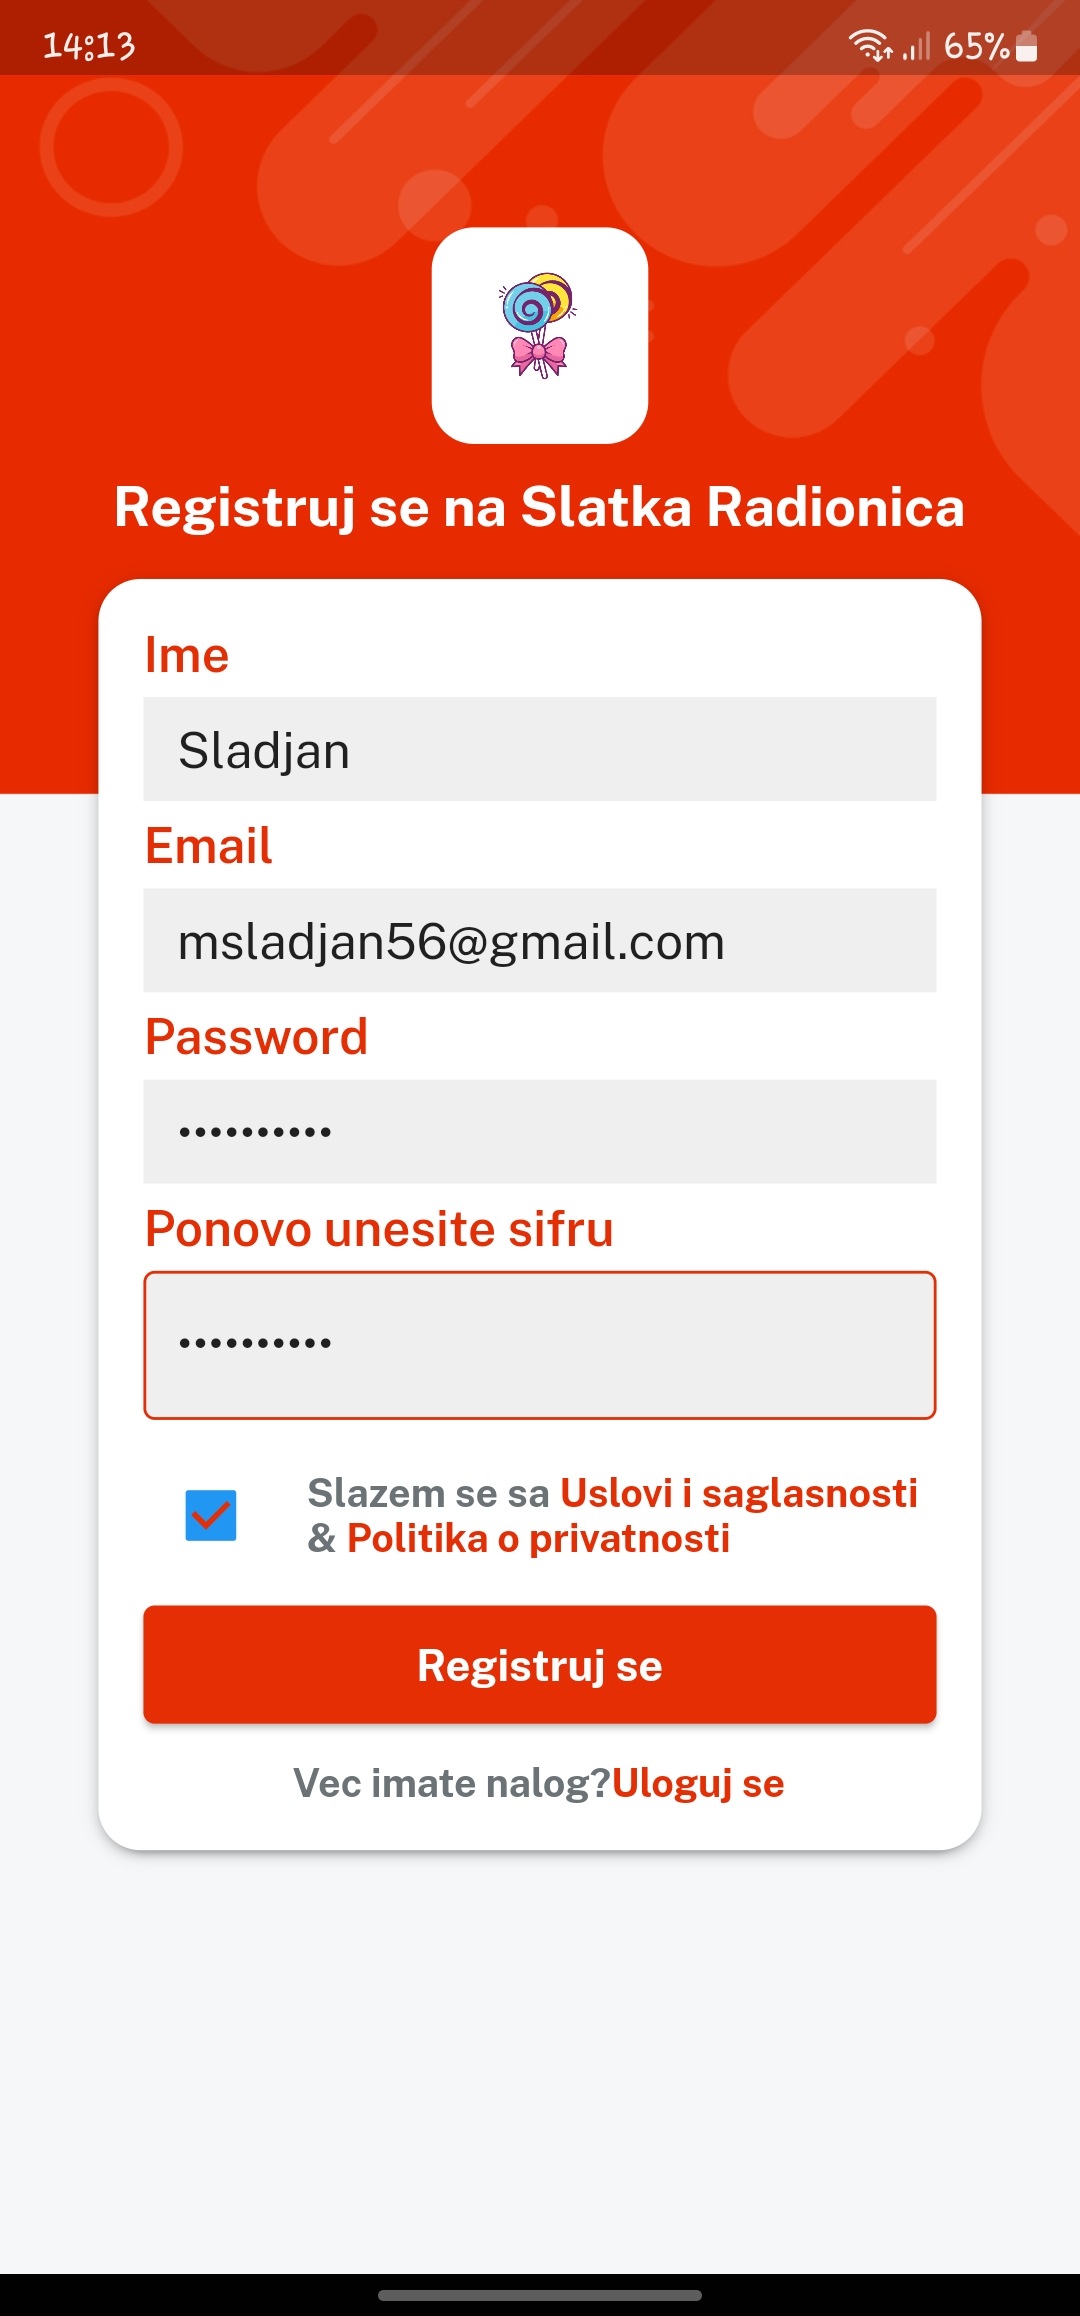 14:13
65%
Registruj se na Slatka Radionica
Ime
Sladjan
Email
msladjan56@gmail.com
Password
••••••••••
Ponovo unesite sifru
••••••••••
Slazem se sa Uslovi i saglasnosti
& Politika o privatnosti
Registruj se
Vec imate nalog?Uloguj se